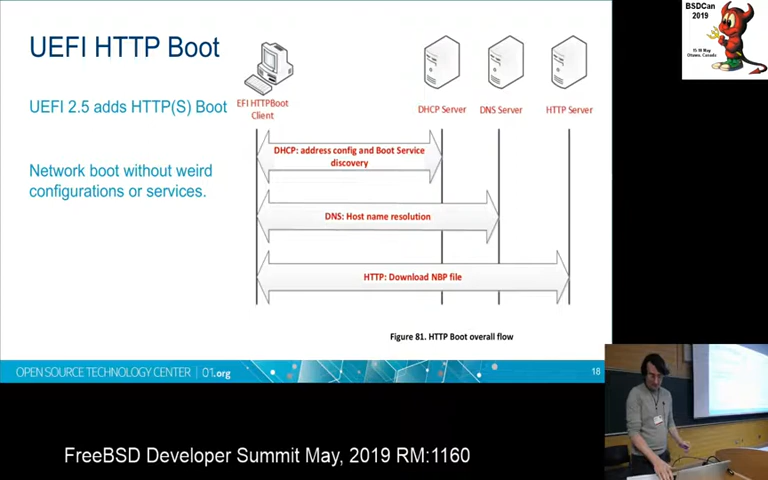 UEFI HTTP Boot
UEFI 2.5 adds HTTP(S) Boot
Network boot without weird
configurations or services.
EFI HTTPBoot
Client
DHCP Server
DNS Server
HTTP Server
DHCP: address config and Boot Service
discovery
DNS: Host name resolution
HTTP: Download NBP file
Figure 81. HTTP Boot overall flow
OPEN SOURCE TECHNOLOGY CENTER | 01.org
18
BSDCan
2019
15-18 May
Ottawa, Canada
FreeBSD Developer Summit May, 2019 RM:1160